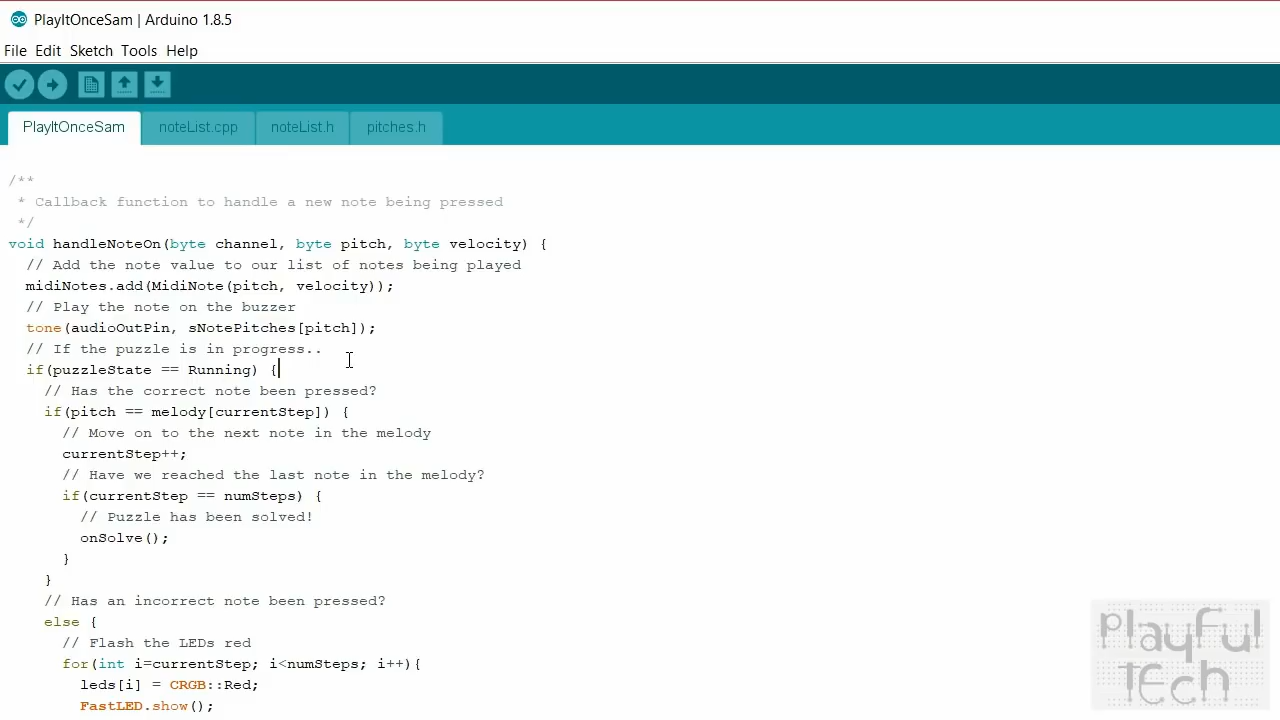 PlayItOnceSam | Arduino 1.8.5
File Edit Sketch Tools Help
PlayItOnceSam noteList.cpp noteList.h pitches.h
/**
 * Callback function to handle a new note being pressed
 */
void handleNoteOn(byte channel, byte pitch, byte velocity) {
  // Add the note value to our list of notes being played
  midiNotes.add(MidiNote(pitch, velocity));
  // Play the note on the buzzer
  tone(audioOutPin, sNotePitches[pitch]);
  // If the puzzle is in progress..
  if(puzzleState == Running) {
    // Has the correct note been pressed?
    if(pitch == melody[currentStep]) {
      // Move on to the next note in the melody
      currentStep++;
      // Have we reached the last note in the melody?
      if(currentStep == numSteps) {
        // Puzzle has been solved!
        onSolve();
      }
    }
    // Has an incorrect note been pressed?
    else {
      // Flash the LEDs red
      for(int i=currentStep; i<numSteps; i++){
        leds[i] = CRGB::Red;
        FastLED.show();
playful
tech